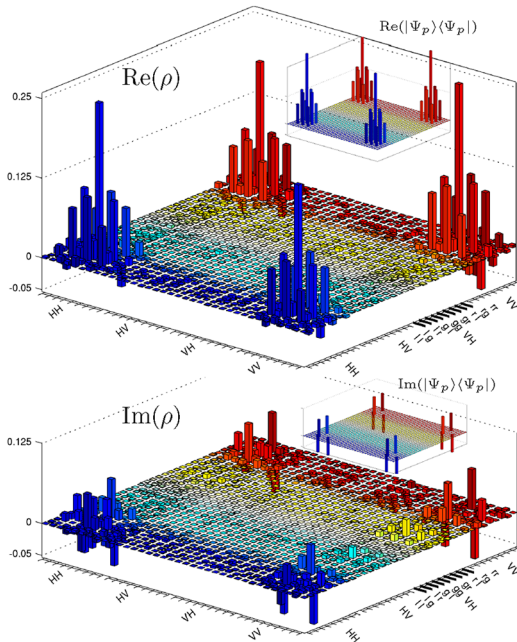 Re(|Ψₚ⟩⟨Ψₚ|)
Re(ρ)
0.25
0.125
0
-0.05
HH
HV
VH
VV
HH
HV
VH
VV
Im(|Ψₚ⟩⟨Ψₚ|)
Im(ρ)
0.125
0
-0.05
HH
HV
VH
VV
HH
HV
VH
VV